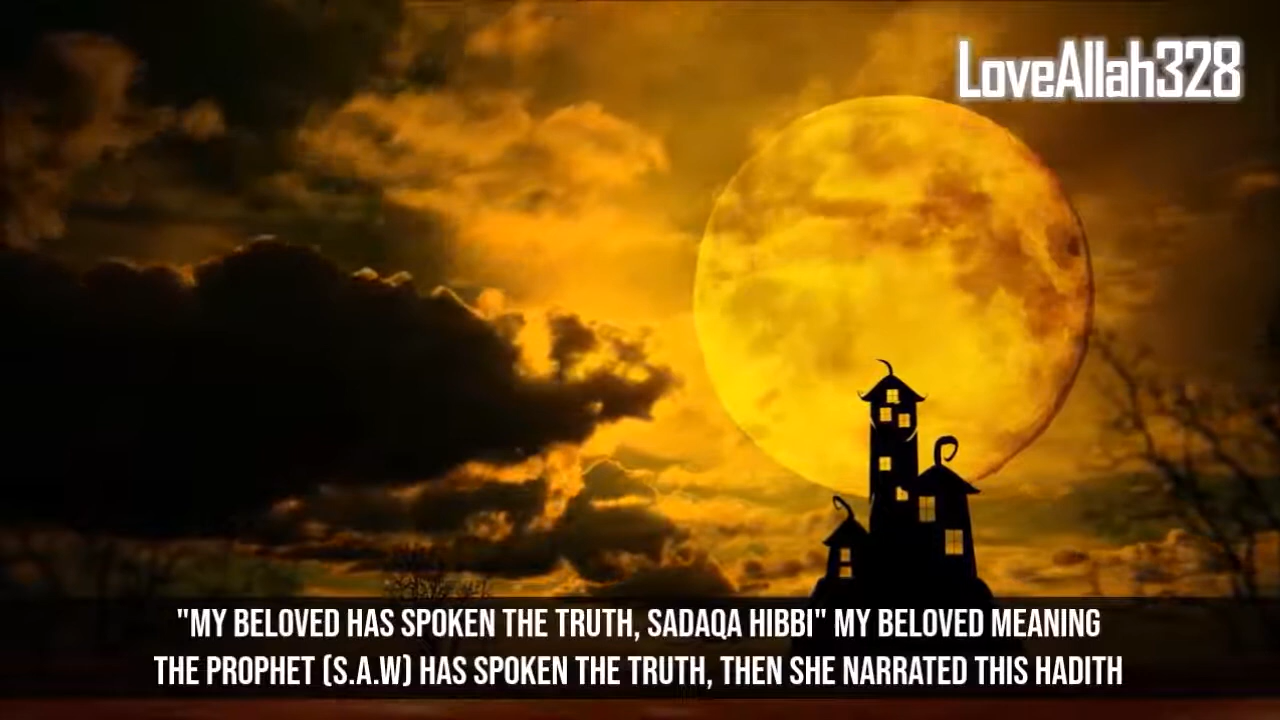 LoveAllah328
"MY BELOVED HAS SPOKEN THE TRUTH, SADAQA HIBBI" MY BELOVED MEANING
THE PROPHET (S.A.W) HAS SPOKEN THE TRUTH, THEN SHE NARRATED THIS HADITH